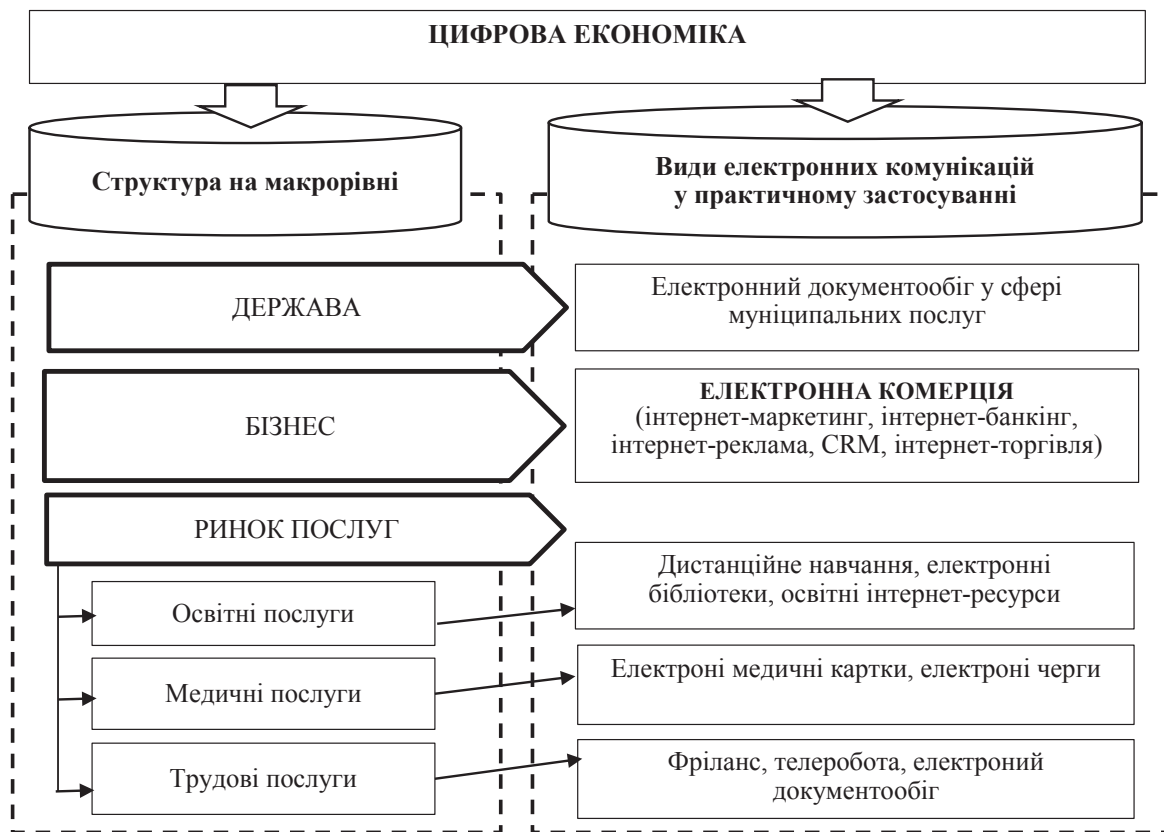 ЦИФРОВА ЕКОНОМІКА
Структура на макрорівні
Види електронних комунікацій
у практичному застосуванні
ДЕРЖАВА
Електронний документообіг у сфері
муніципальних послуг
БІЗНЕС
ЕЛЕКТРОННА КОМЕРЦІЯ
(інтернет-маркетинг, інтернет-банкінг,
інтернет-реклама, CRM, інтернет-торгівля)
РИНОК ПОСЛУГ
Освітні послуги
Дистанційне навчання, електронні
бібліотеки, освітні інтернет-ресурси
Медичні послуги
Електроні медичні картки, електроні черги
Трудові послуги
Фріланс, телеробота, електроний
документообіг